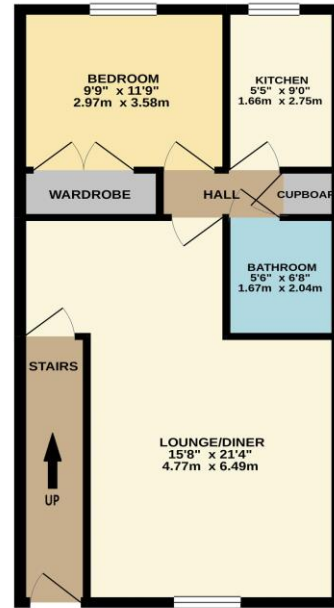 BEDROOM
9'9" x 11'9"
2.97m x 3.58m
KITCHEN
5'5" x 9'0"
1.66m x 2.75m
WARDROBE
HALL
CUPBOAR
BATHROOM
5'6" x 6'8"
1.67m x 2.04m
STAIRS
UP
LOUNGE/DINER
15'8" x 21'4"
4.77m x 6.49m